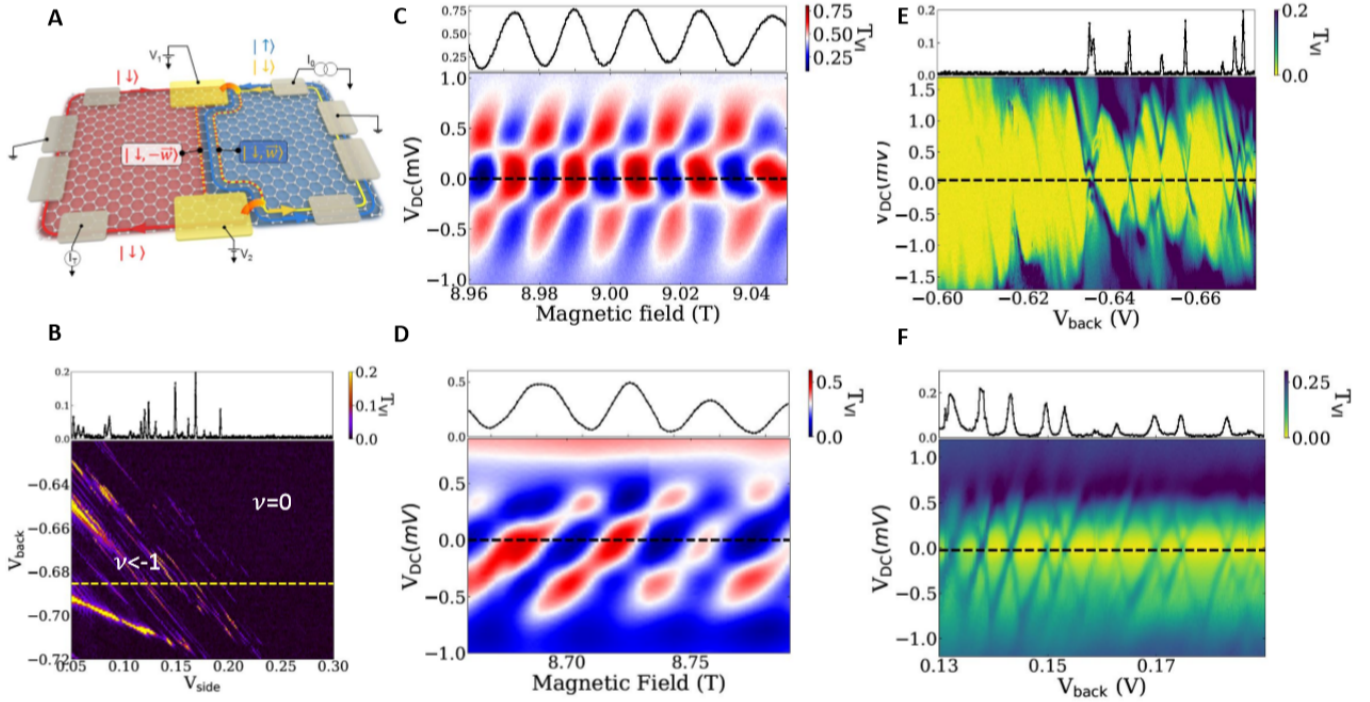 A
V₁
|↑⟩
|↓⟩
|↓⟩
I₀
|↓,-w⃗⟩
|↓,w⃗⟩
I_T
|↓⟩
V₂
B
0.2
0.1
0.0
0.2
0.1
0.0
T_VI
-0.64
-0.66
-0.68
-0.70
-0.72
V_back
ν=0
ν<-1
0.05 0.10 0.15 0.20 0.25 0.30
V_side
C
0.75
0.50
0.25
0.75
0.50
0.25
T_VI
1.0
0.5
0.0
−0.5
−1.0
V_DC(mV)
8.96 8.98 9.00 9.02 9.04
Magnetic field (T)
D
0.5
0.0
0.5
0.0
T_VI
1.0
0.5
0.0
−0.5
−1.0
V_DC(mV)
8.70 8.75
Magnetic Field (T)
E
0.2
0.1
0.0
0.2
0.0
T_VI
1.5
1.0
0.5
0.0
−0.5
−1.0
−1.5
V_DC(mV)
−0.60 −0.62 −0.64 −0.66
V_back (V)
F
0.3
0.0
0.25
0.00
T_VI
1.0
0.5
0.0
−0.5
−1.0
V_DC(mV)
0.13 0.15 0.17
V_back (V)